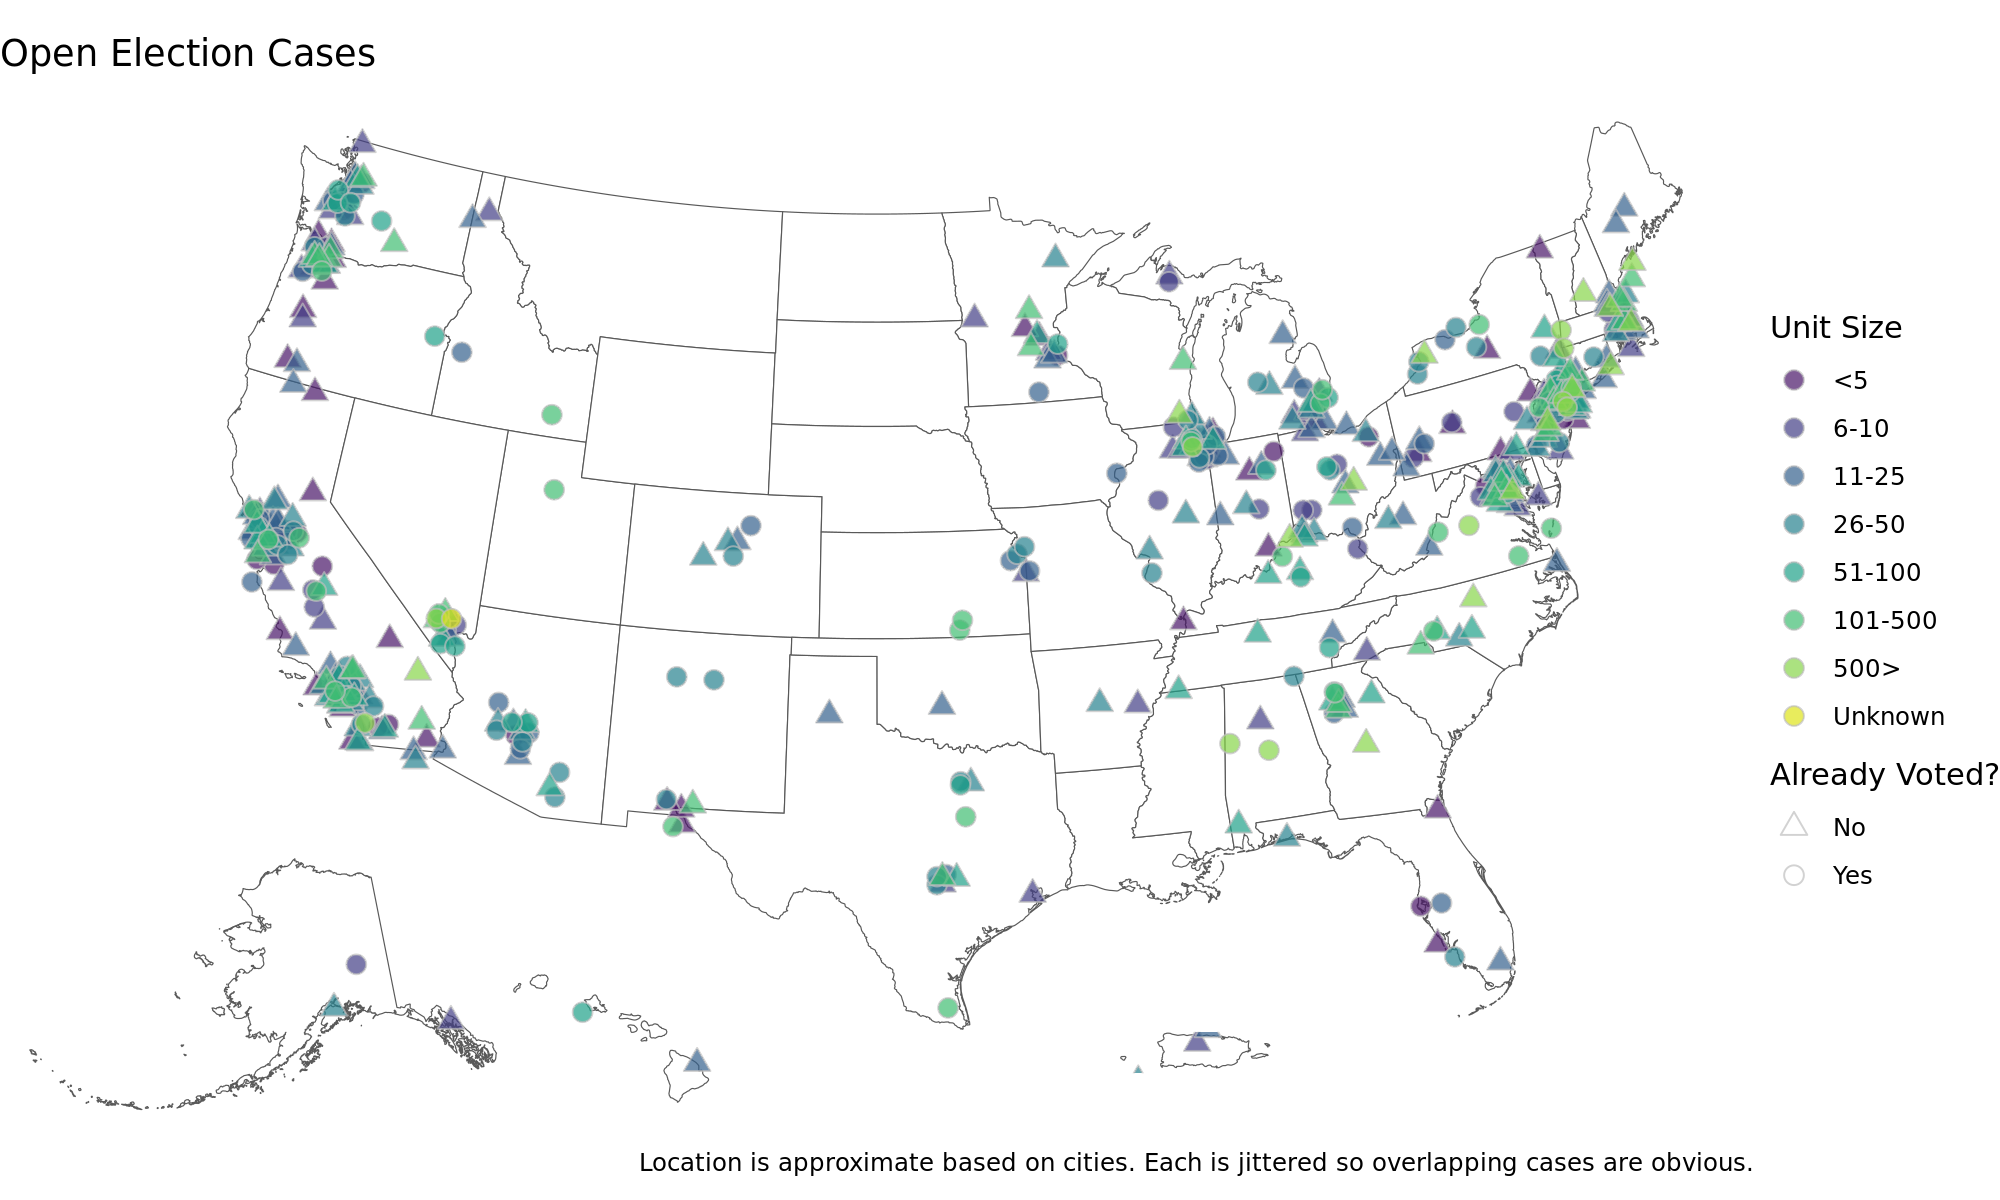 Open Election Cases
Unit Size
<5
6-10
11-25
26-50
51-100
101-500
500>
Unknown
Already Voted?
No
Yes
Location is approximate based on cities. Each is jittered so overlapping cases are obvious.